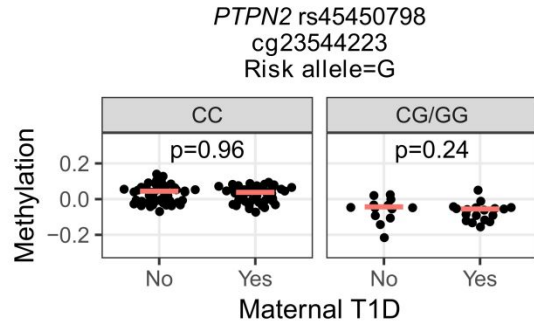 PTPN2 rs45450798
cg23544223
Risk allele=G
CC
CG/GG
p=0.96
p=0.24
Methylation
0.2
0.0
−0.2
No
Yes
No
Yes
Maternal T1D